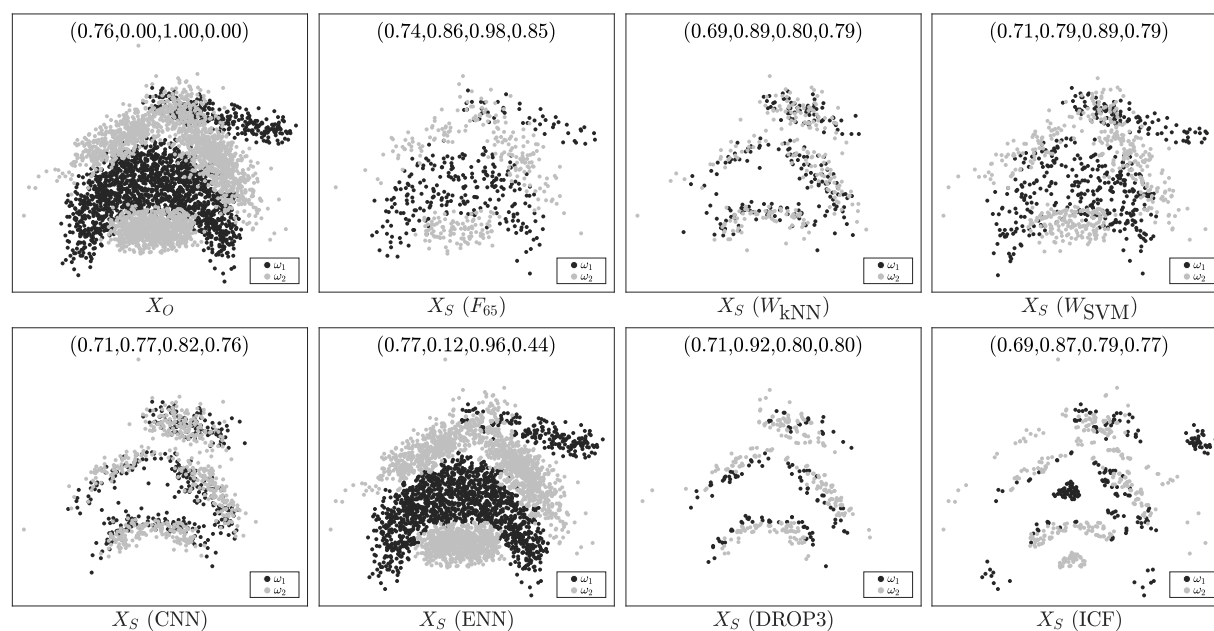 (0.76,0.00,1.00,0.00)
(0.74,0.86,0.98,0.85)
(0.69,0.89,0.80,0.79)
(0.71,0.79,0.89,0.79)
ω1
ω2
ω1
ω2
ω1
ω2
ω1
ω2
X_O
X_S (F_65)
X_S (W_kNN)
X_S (W_SVM)
(0.71,0.77,0.82,0.76)
(0.77,0.12,0.96,0.44)
(0.71,0.92,0.80,0.80)
(0.69,0.87,0.79,0.77)
ω1
ω2
ω1
ω2
ω1
ω2
ω1
ω2
X_S (CNN)
X_S (ENN)
X_S (DROP3)
X_S (ICF)